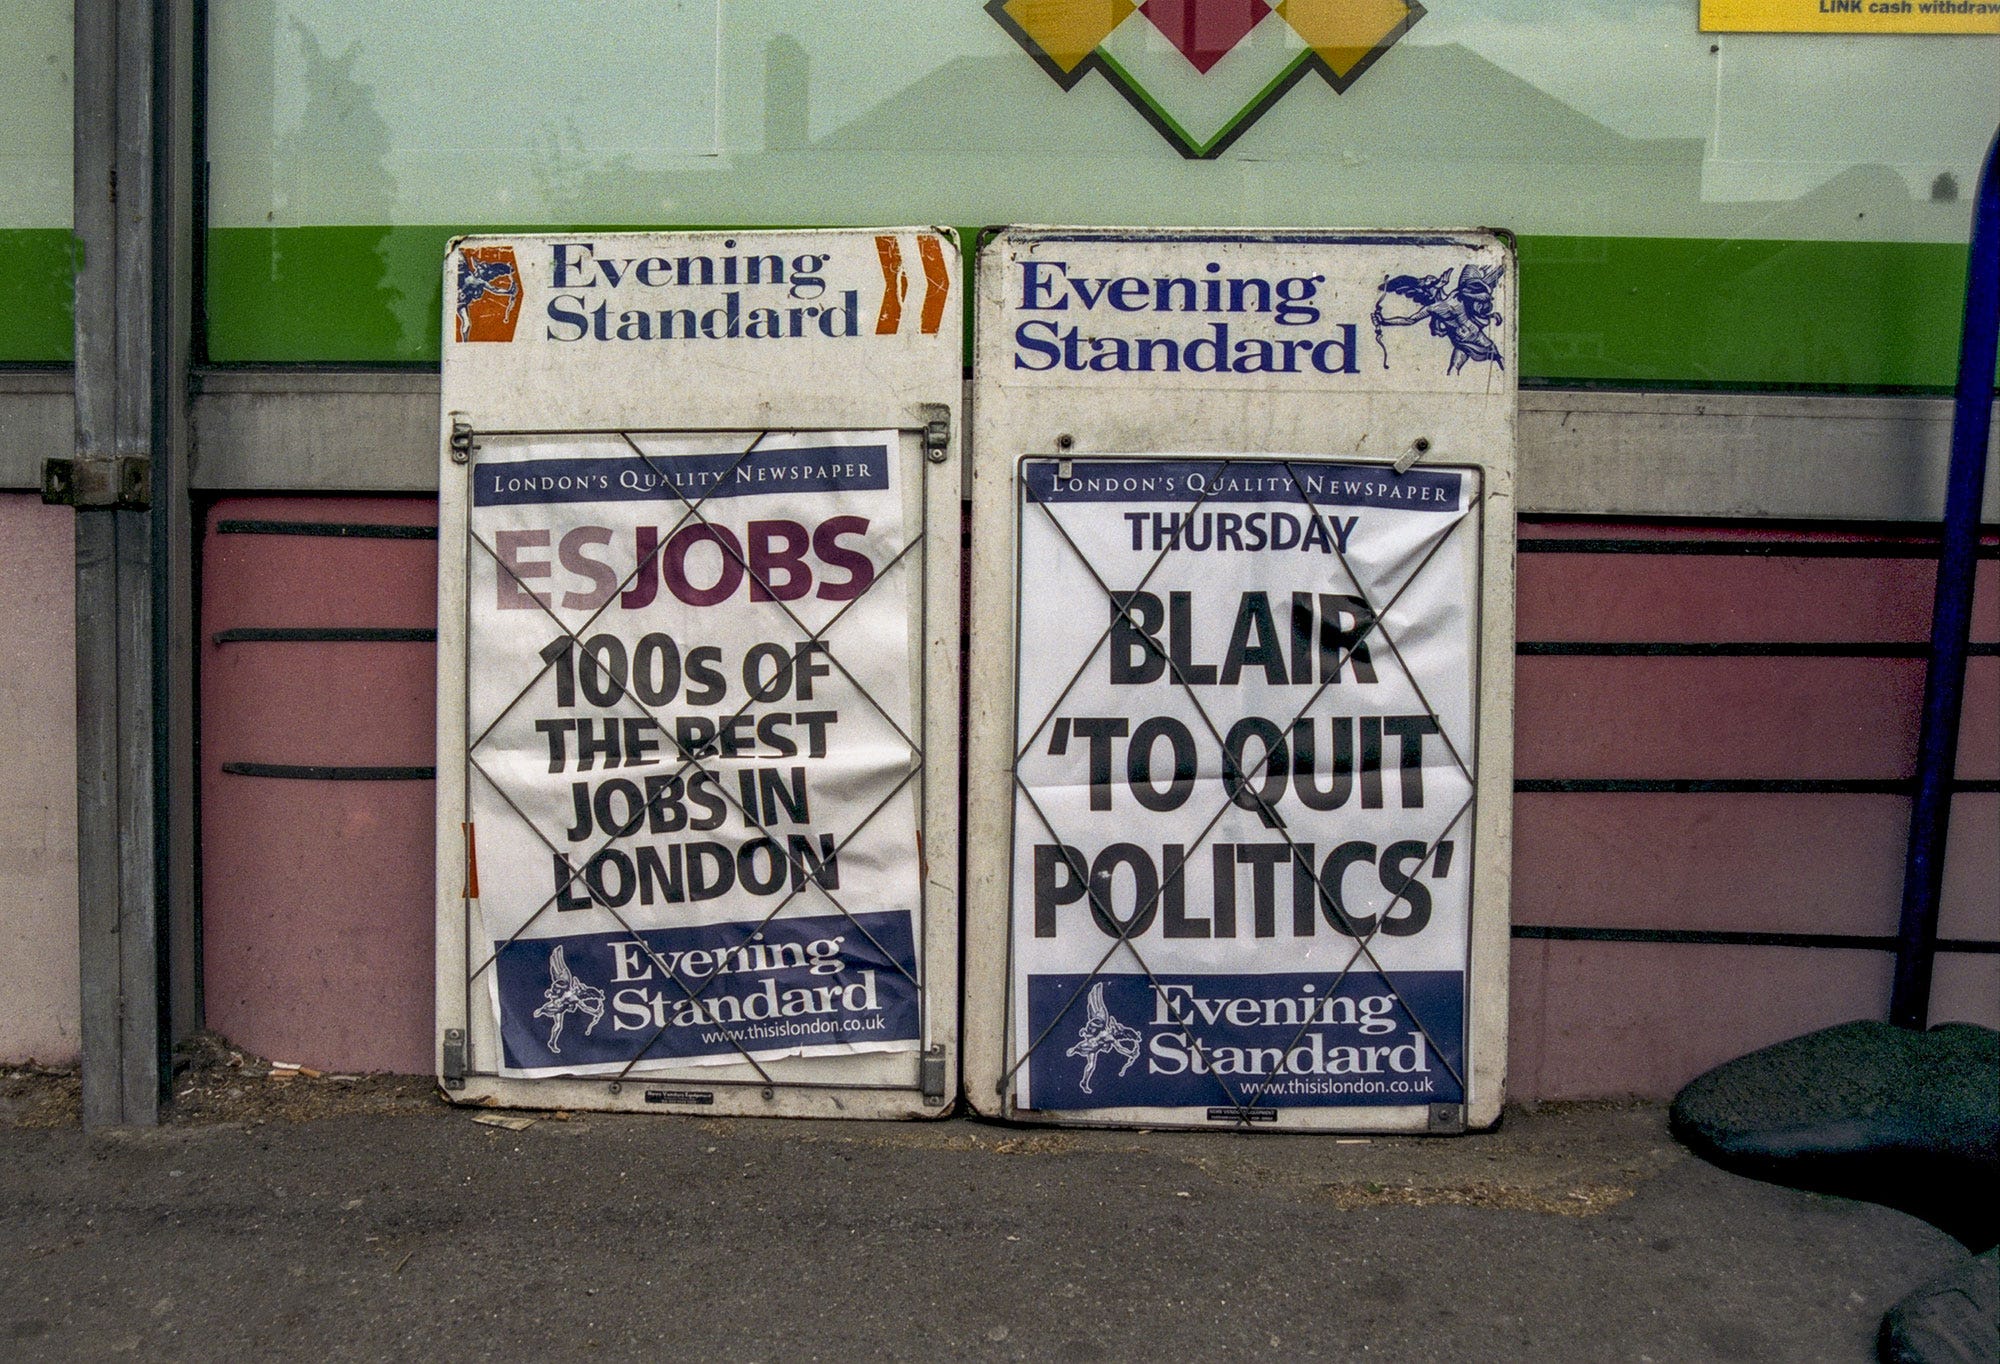 LINK cash withdraw
Evening
Standard
LONDON'S QUALITY NEWSPAPER
ESJOBS
100s OF
THE BEST
JOBS IN
LONDON
Evening
Standard
www.thisislondon.co.uk
Evening
Standard
LONDON'S QUALITY NEWSPAPER
THURSDAY
BLAIR
'TO QUIT
POLITICS'
Evening
Standard
www.thisislondon.co.uk